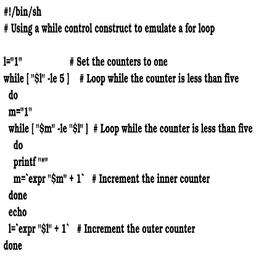 #!/bin/sh
# Using a while control construct to emulate a for loop
l="1" # Set the counters to one
while [ "$l" -le 5 ] # Loop while the counter is less than five
do
m="1"
while [ "$m" -le "$l" ] # Loop while the counter is less than five
do
printf "*"
m=`expr "$m" + 1` # Increment the inner counter
done
echo
l=`expr "$l" + 1` # Increment the outer counter
done